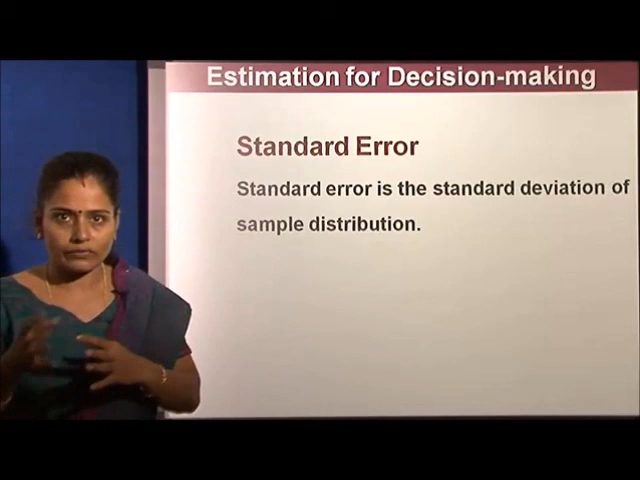 Estimation for Decision-making
Standard Error
Standard error is the standard deviation of
sample distribution.